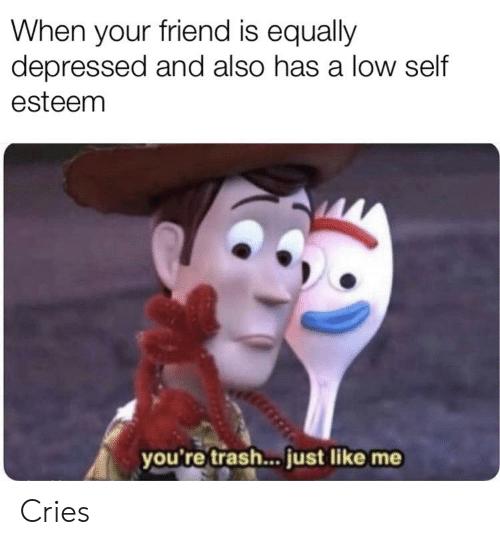 When your friend is equally
depressed and also has a low self
esteem
you're trash... just like me
Cries